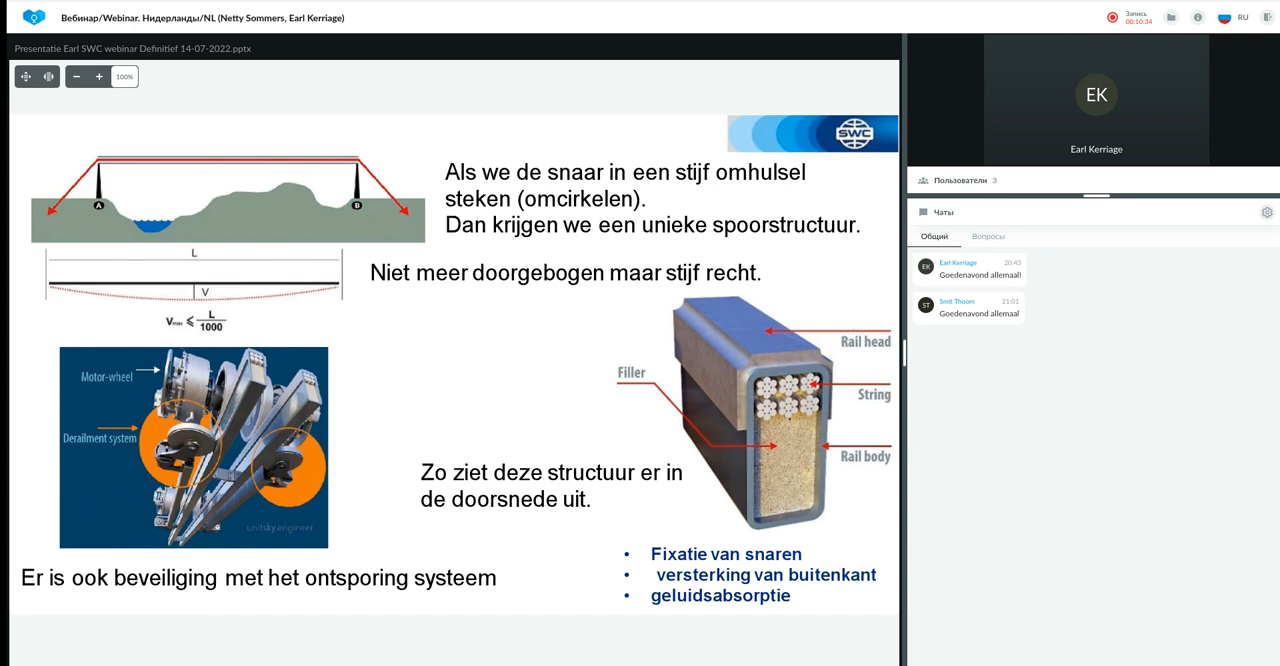 Вебинар/Webinar. Нидерланды/NL (Netty Sommers, Earl Kerriage)
Запись
00:10:34
RU
Presentatie Earl SWC webinar Definitief 14-07-2022.pptx
100%
SWC
Als we de snaar in een stijf omhulsel
steken (omcirkelen).
Dan krijgen we een unieke spoorstructuur.
A
B
L
Niet meer doorgebogen maar stijf recht.
V
Vmax ⩽ L/1000
Motor-wheel
Derailment system
unitsky engineer
Rail head
Filler
String
Rail body
Zo ziet deze structuur er in
de doorsnede uit.
Er is ook beveiliging met het ontsporing systeem
• Fixatie van snaren
• versterking van buitenkant
• geluidsabsorptie
EK
Earl Kerriage
Пользователи 3
Чаты
Общий
Вопросы
EK
Earl Kerriage 20:43
Goedenavond allemaal!
ST
Smit Thoom 21:01
Goedenavond allemaal